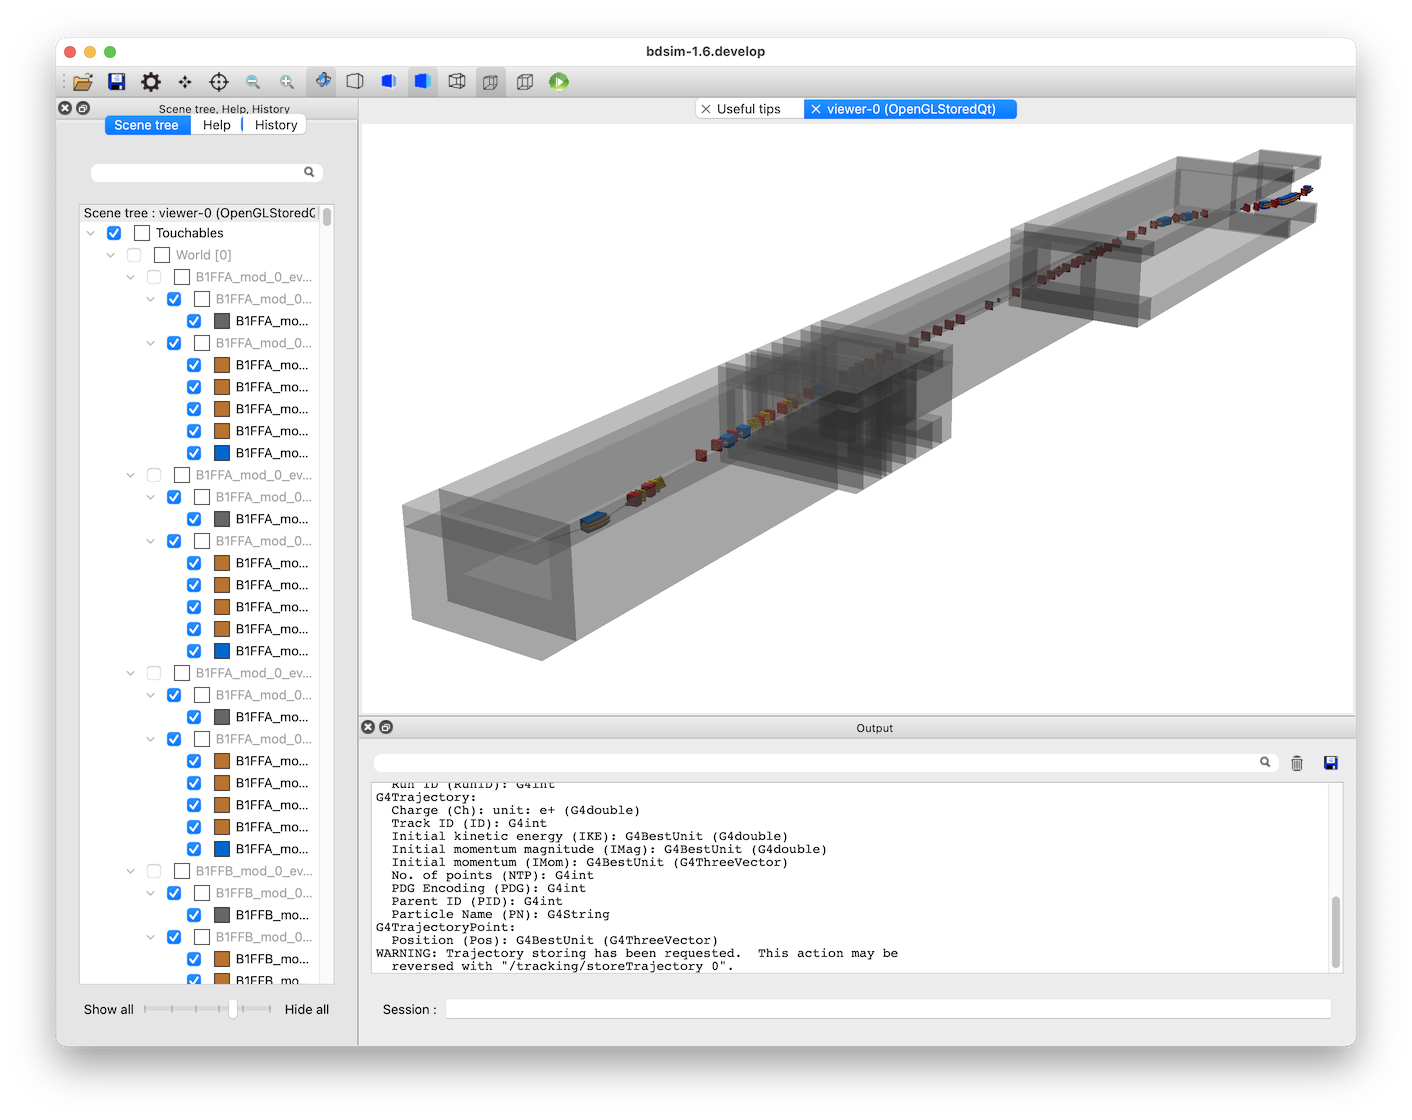 bdsim-1.6.develop
Scene tree, Help, History
Scene tree
Help
History
Useful tips
viewer-0 (OpenGLStoredQt)
Scene tree : viewer-0 (OpenGLStoredQ
Touchables
World [0]
B1FFA_mod_0_ev...
B1FFA_mod_0...
B1FFA_mo...
B1FFA_mod_0...
B1FFA_mo...
B1FFA_mo...
B1FFA_mo...
B1FFA_mo...
B1FFA_mo...
B1FFA_mod_0_ev...
B1FFA_mod_0...
B1FFA_mo...
B1FFA_mod_0...
B1FFA_mo...
B1FFA_mo...
B1FFA_mo...
B1FFA_mo...
B1FFA_mo...
B1FFA_mod_0_ev...
B1FFA_mod_0...
B1FFA_mo...
B1FFA_mod_0...
B1FFA_mo...
B1FFA_mo...
B1FFA_mo...
B1FFA_mo...
B1FFA_mo...
B1FFB_mod_0_ev...
B1FFB_mod_0...
B1FFB_mo...
B1FFB_mod_0...
B1FFB_mo...
B1FFB_mo...
Show all
Hide all
Output
Run ID (RunID): G4int
G4Trajectory:
Charge (Ch): unit: e+ (G4double)
Track ID (ID): G4int
Initial kinetic energy (IKE): G4BestUnit (G4double)
Initial momentum magnitude (IMag): G4BestUnit (G4double)
Initial momentum (IMom): G4BestUnit (G4ThreeVector)
No. of points (NTP): G4int
PDG Encoding (PDG): G4int
Parent ID (PID): G4int
Particle Name (PN): G4String
G4TrajectoryPoint:
Position (Pos): G4BestUnit (G4ThreeVector)
WARNING: Trajectory storing has been requested.  This action may be
reversed with "/tracking/storeTrajectory 0".
Session :